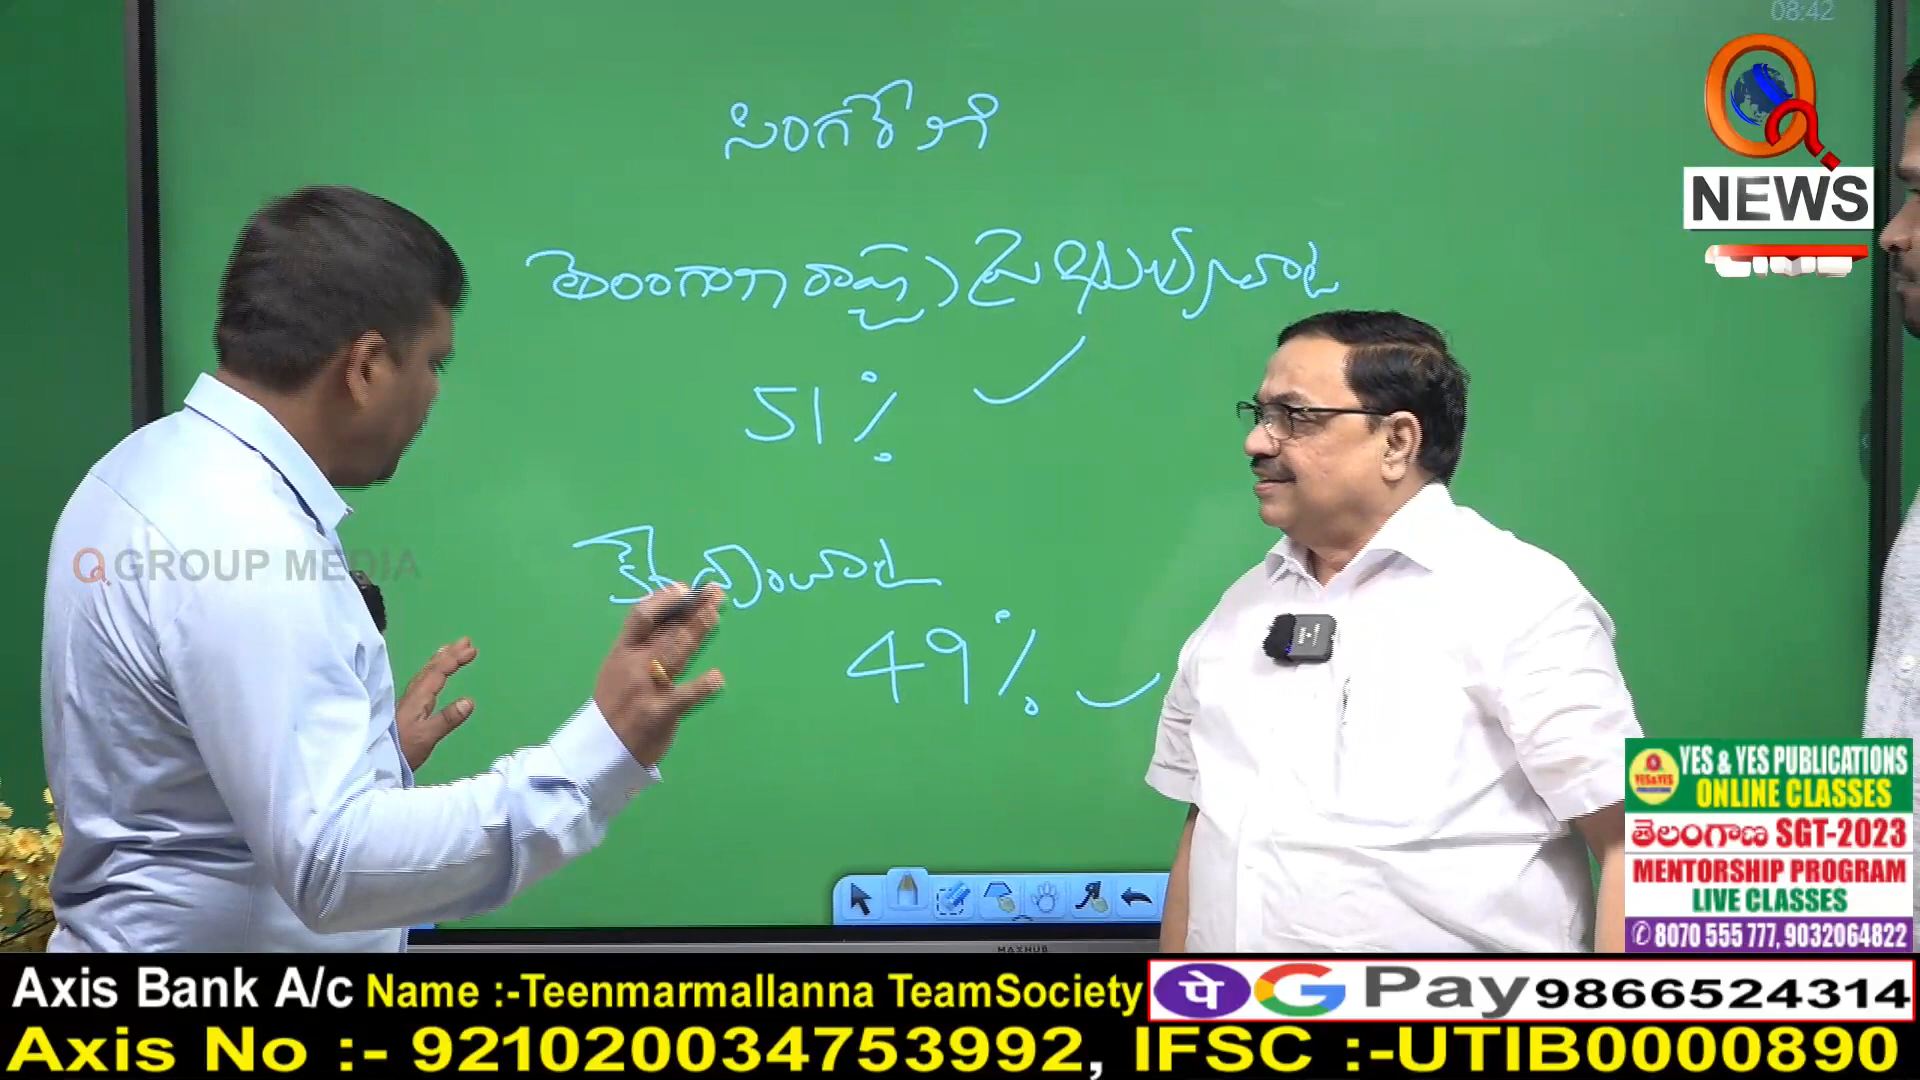 08:42
సింగరేణి
తెలంగాణ రాష్ట్ర ప్రభుత్వ వాటా
51%
కేంద్రం వాటా
49%
Q
NEWS
Q GROUP MEDIA
YES & YES PUBLICATIONS
ONLINE CLASSES
తెలంగాణ SGT-2023
MENTORSHIP PROGRAM
LIVE CLASSES
8070 555 777, 9032064822
MAXHUB
Axis Bank A/c Name :-Teenmarmallanna TeamSociety पे G Pay 9866524314
Axis No :- 921020034753992, IFSC :-UTIB0000890